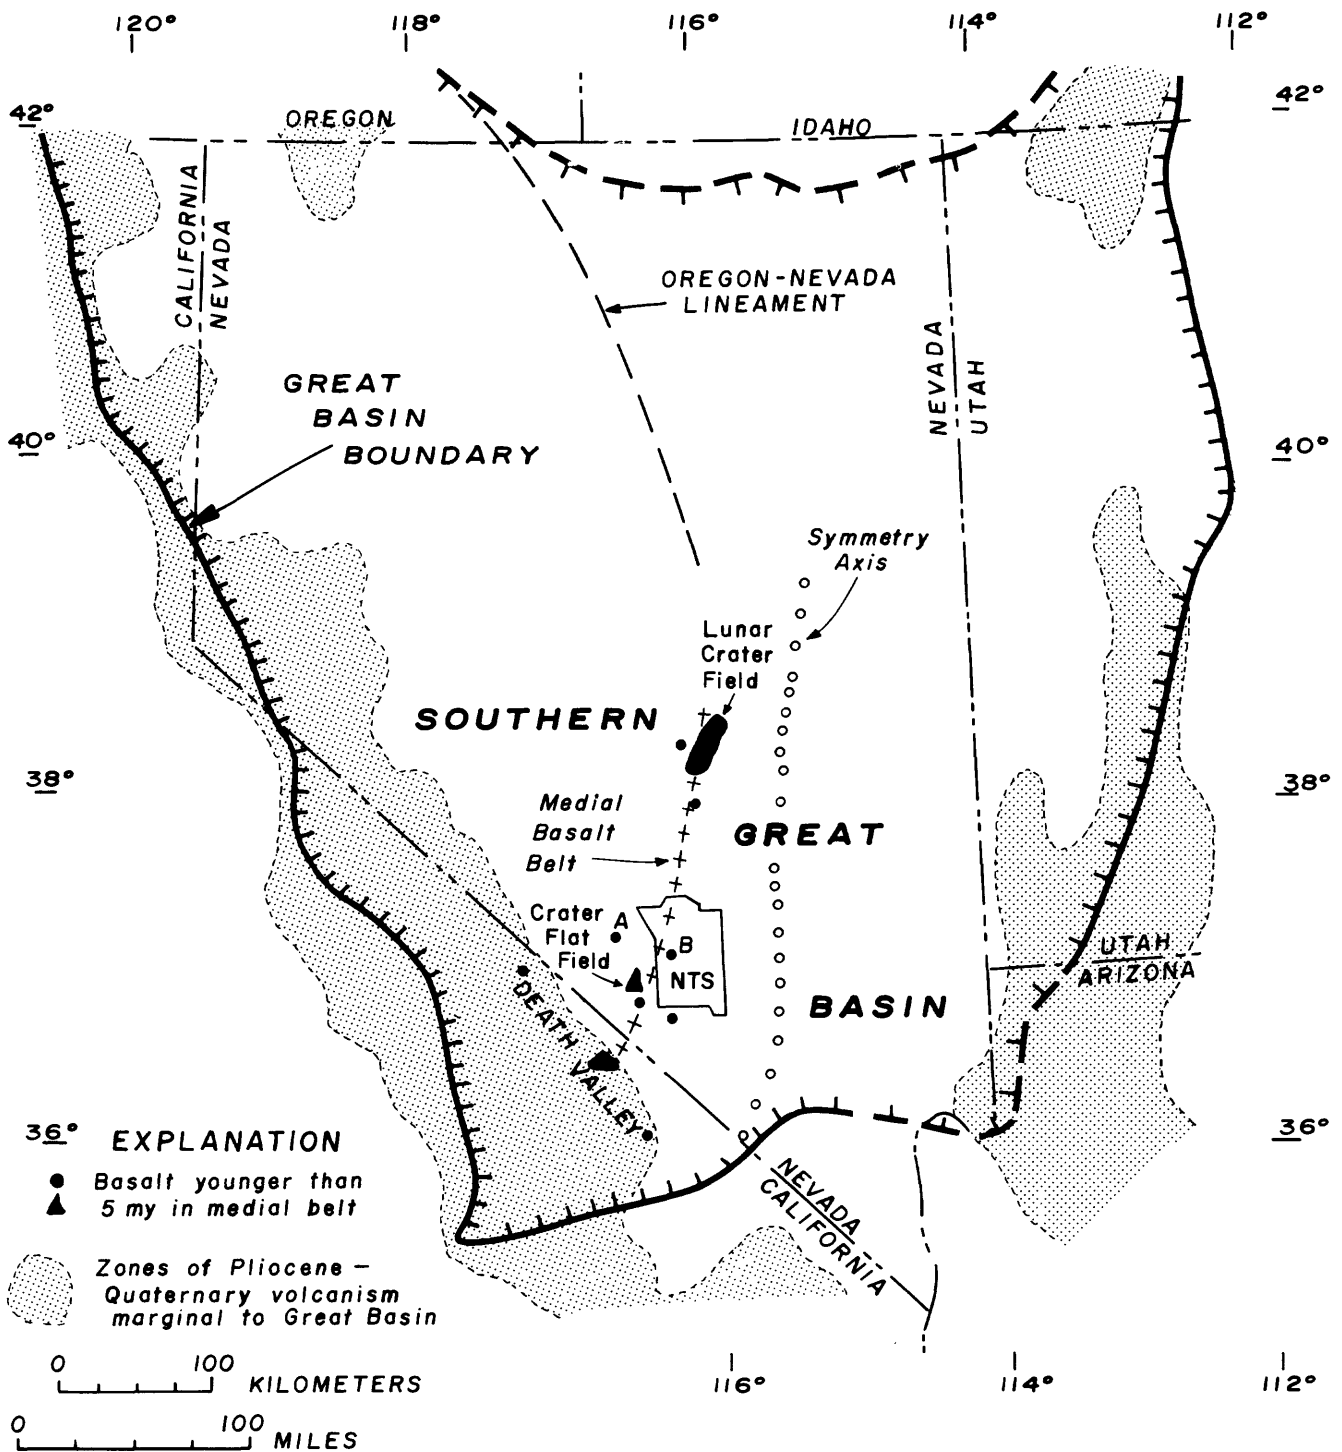 120° 118° 116° 114° 112°
42° 42°
OREGON
IDAHO
CALIFORNIA
NEVADA
OREGON-NEVADA
LINEAMENT
NEVADA
UTAH
GREAT
BASIN
BOUNDARY
40° 40°
Symmetry
Axis
Lunar
Crater
Field
SOUTHERN
38° 38°
Medial
Basalt
Belt
GREAT
Crater
Flat
Field
A
B
NTS
UTAH
ARIZONA
BASIN
DEATH
VALLEY
36° 36°
NEVADA
CALIFORNIA
EXPLANATION
Basalt younger than
5 my in medial belt
Zones of Pliocene –
Quaternary volcanism
marginal to Great Basin
0 100
KILOMETERS
0 100
MILES
116° 114° 112°